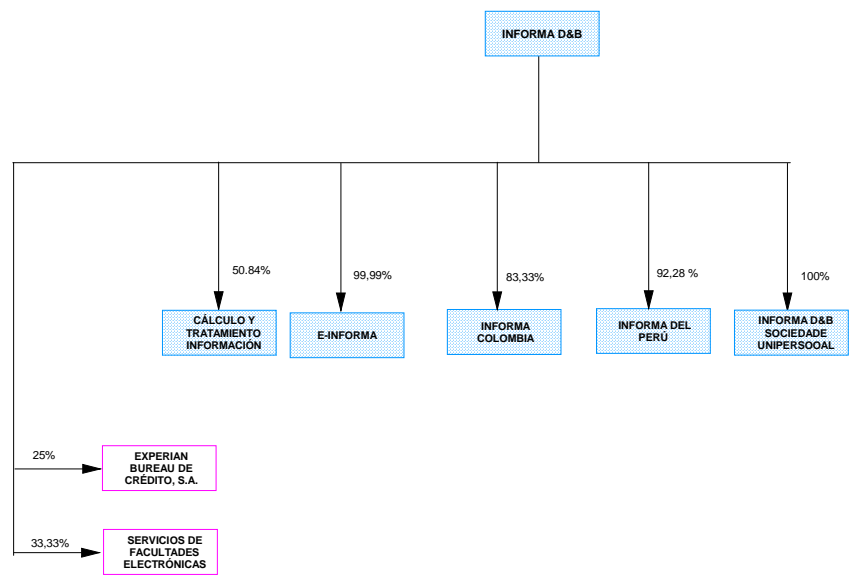 INFORMA D&B
50.84%
99,99%
83,33%
92,28 %
100%
CÁLCULO Y
TRATAMIENTO
INFORMACIÓN
E-INFORMA
INFORMA
COLOMBIA
INFORMA DEL
PERÚ
INFORMA D&B
SOCIEDADE
UNIPERSOOAL
25%
EXPERIAN
BUREAU DE
CRÉDITO, S.A.
33,33%
SERVICIOS DE
FACULTADES
ELECTRÓNICAS